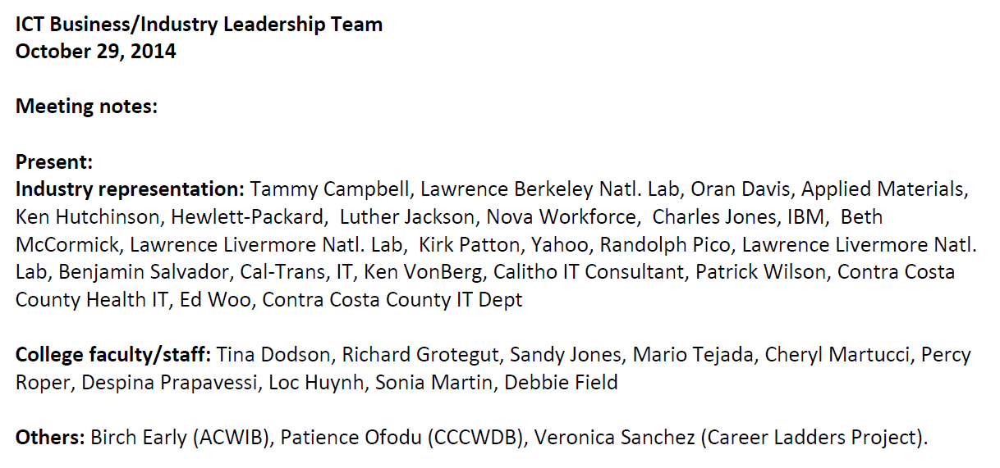 ICT Business/Industry Leadership Team
October 29, 2014
Meeting notes:
Present:
Industry representation: Tammy Campbell, Lawrence Berkeley Natl. Lab, Oran Davis, Applied Materials,
Ken Hutchinson, Hewlett-Packard,  Luther Jackson, Nova Workforce,  Charles Jones, IBM,  Beth
McCormick, Lawrence Livermore Natl. Lab,  Kirk Patton, Yahoo, Randolph Pico, Lawrence Livermore Natl.
Lab, Benjamin Salvador, Cal-Trans, IT, Ken VonBerg, Calitho IT Consultant, Patrick Wilson, Contra Costa
County Health IT, Ed Woo, Contra Costa County IT Dept
College faculty/staff: Tina Dodson, Richard Grotegut, Sandy Jones, Mario Tejada, Cheryl Martucci, Percy
Roper, Despina Prapavessi, Loc Huynh, Sonia Martin, Debbie Field
Others: Birch Early (ACWIB), Patience Ofodu (CCCWDB), Veronica Sanchez (Career Ladders Project).